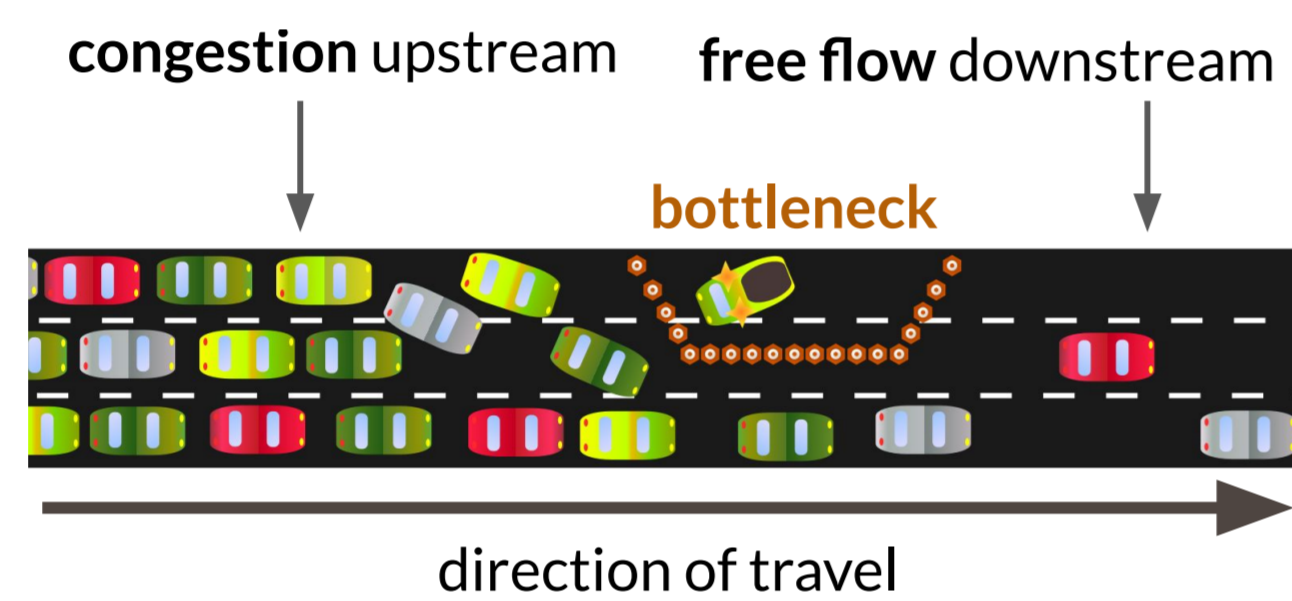 congestion upstream
free flow downstream
bottleneck
direction of travel